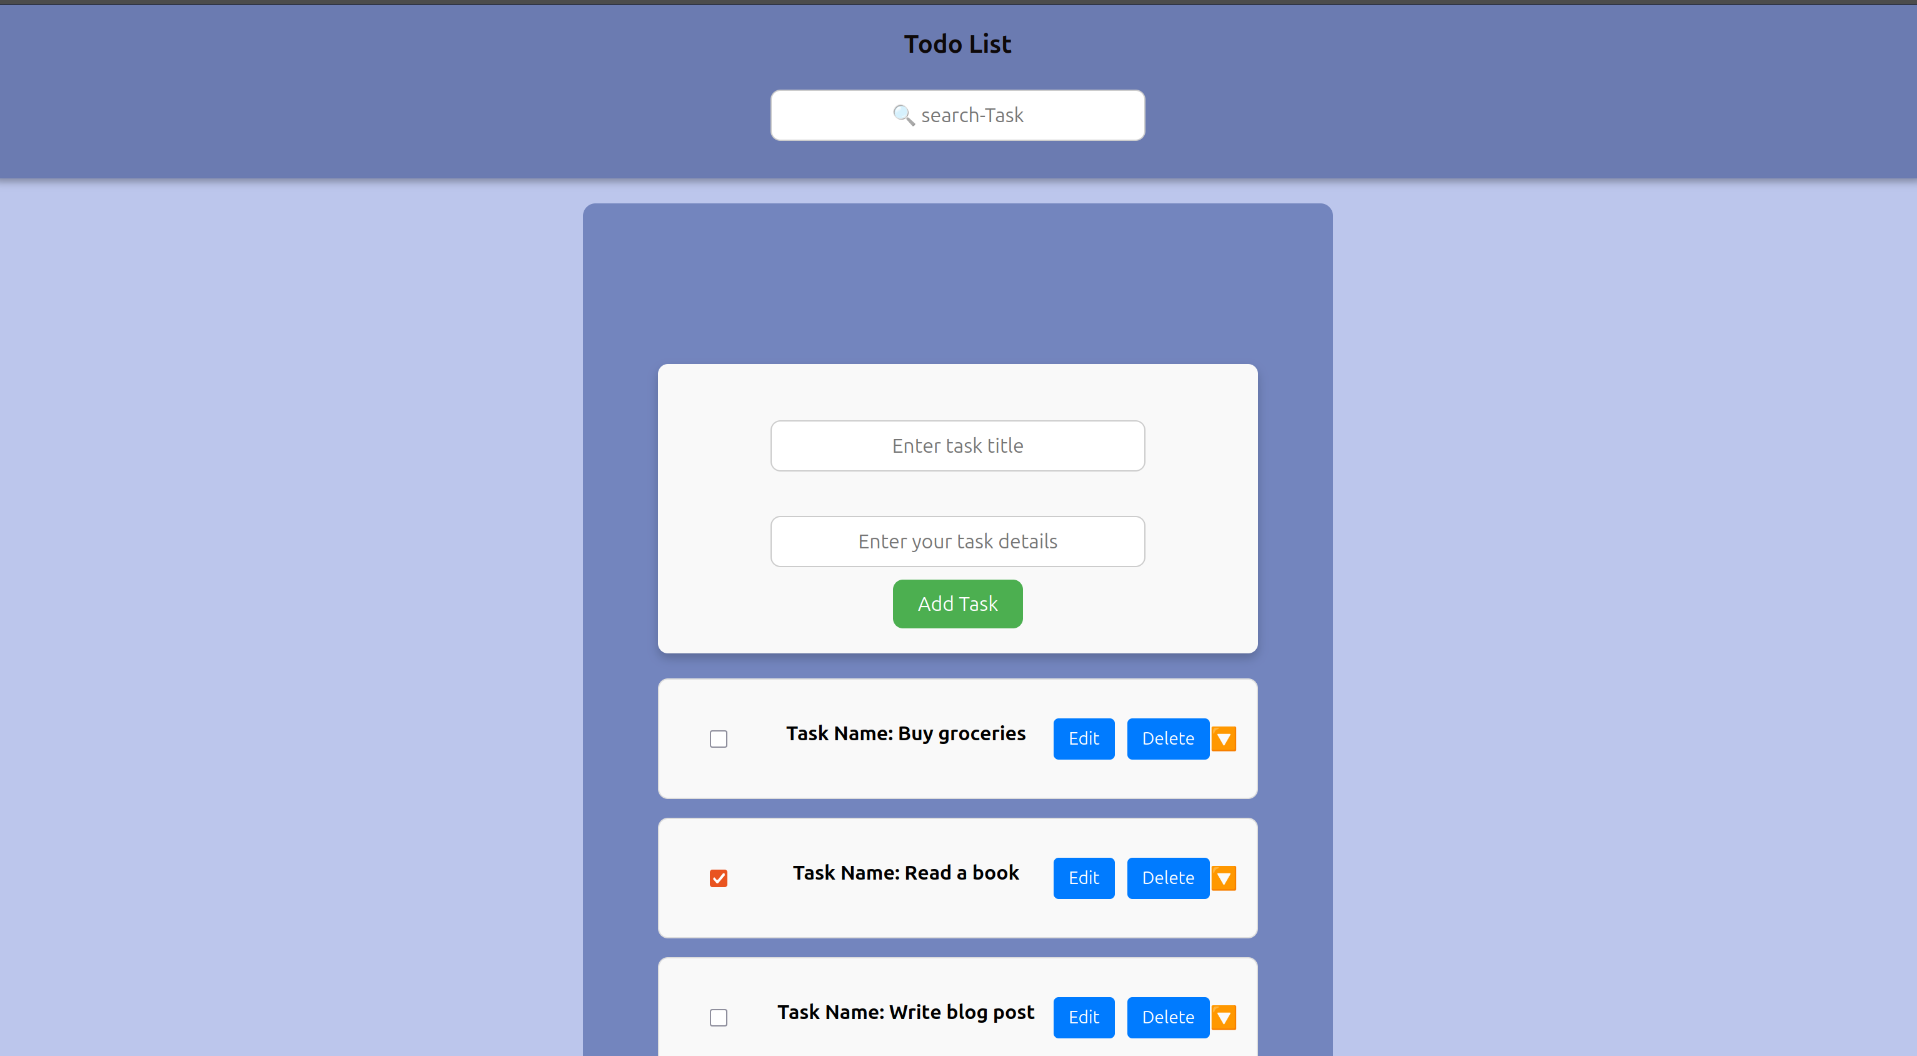 Todo List
🔍 search-Task
Enter task title
Enter your task details
Add Task
Task Name: Buy groceries Edit Delete
Task Name: Read a book Edit Delete
Task Name: Write blog post Edit Delete